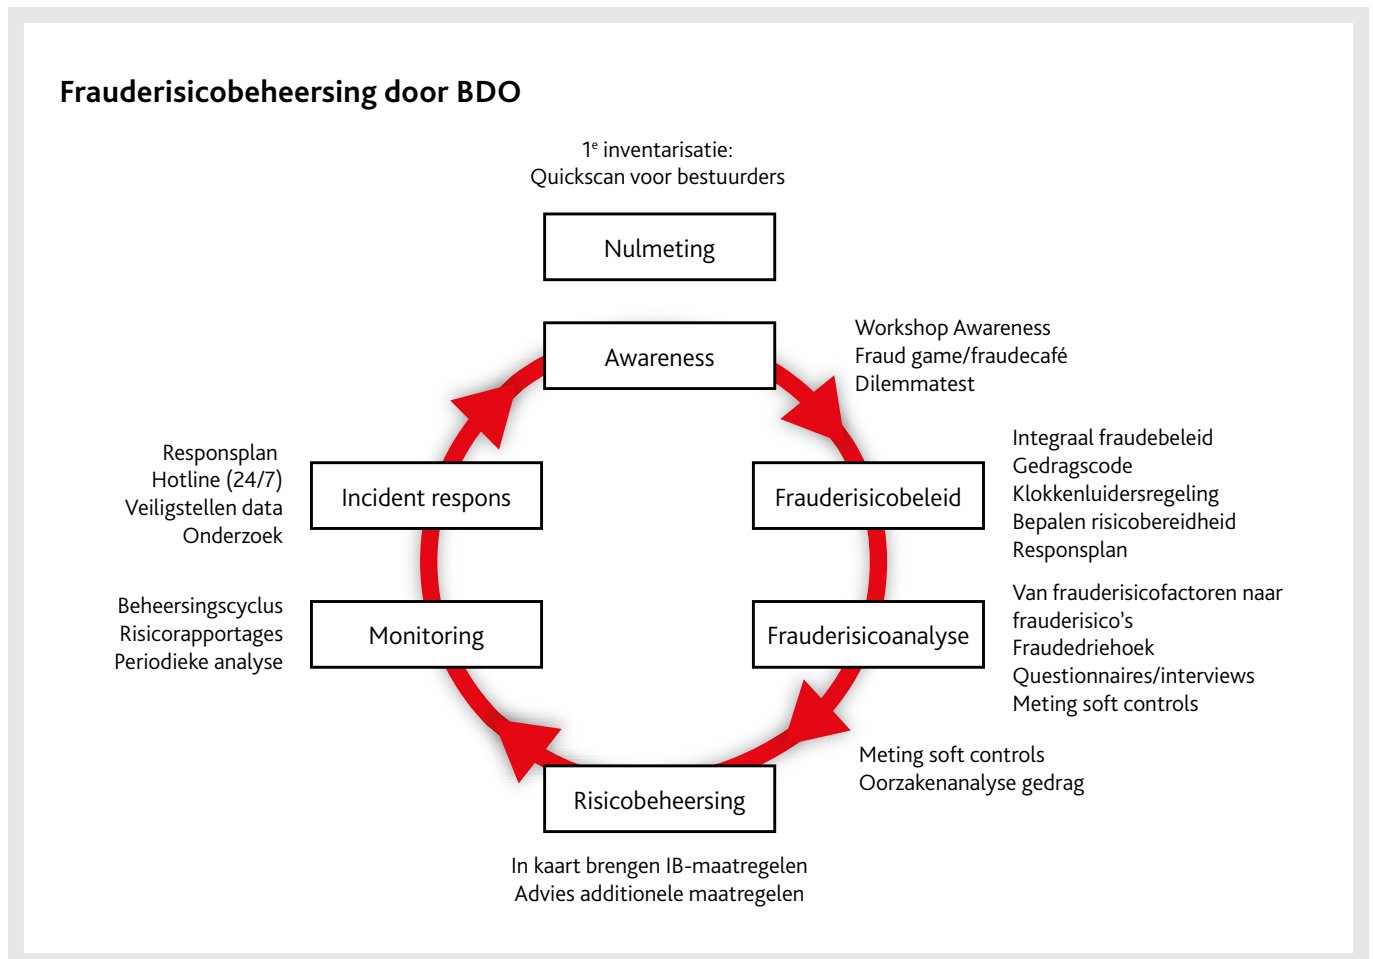 Frauderisicobeheersing door BDO
1e inventarisatie:
Quickscan voor bestuurders
Nulmeting
Awareness
Workshop Awareness
Fraud game/fraudecafé
Dilemmatest
Frauderisicobeleid
Integraal fraudebeleid
Gedragscode
Klokkenluidersregeling
Bepalen risicobereidheid
Responsplan
Frauderisicoanalyse
Van frauderisicofactoren naar
frauderisico's
Fraudedriehoek
Questionnaires/interviews
Meting soft controls
Meting soft controls
Oorzakenanalyse gedrag
Risicobeheersing
In kaart brengen IB-maatregelen
Advies additionele maatregelen
Monitoring
Beheersingscyclus
Risicorapportages
Periodieke analyse
Incident respons
Responsplan
Hotline (24/7)
Veiligstellen data
Onderzoek